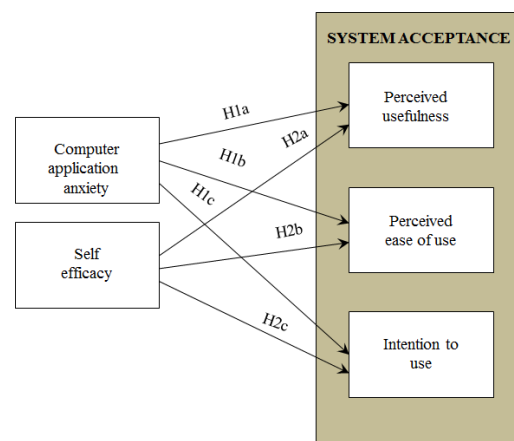 SYSTEM ACCEPTANCE
Perceived
usefulness
H1a
H2a
Computer
application
anxiety
H1b
H1c
Perceived
ease of use
Self
efficacy
H2b
H2c
Intention to
use